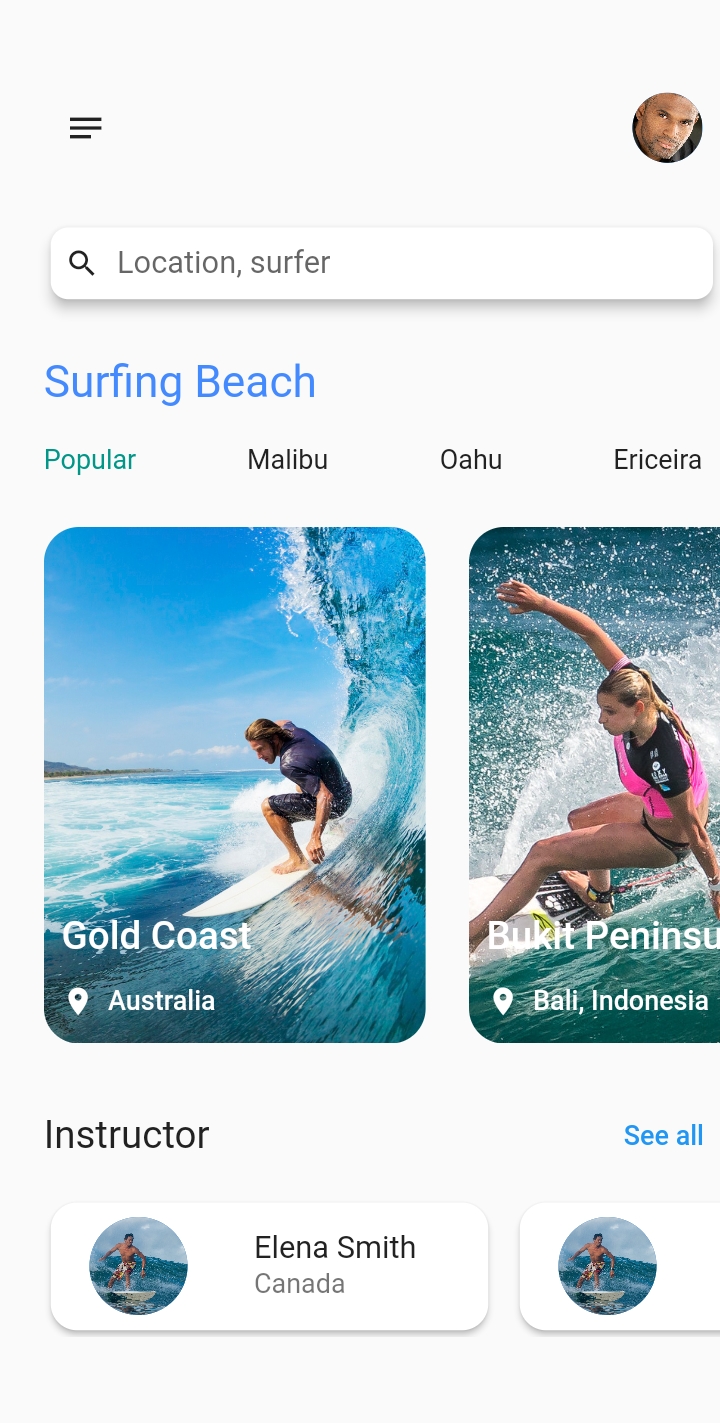 Location, surfer
Surfing Beach
Popular Malibu Oahu Ericeira
Gold Coast
Australia
Bukit Peninsu
Bali, Indonesia
Instructor
See all
Elena Smith
Canada